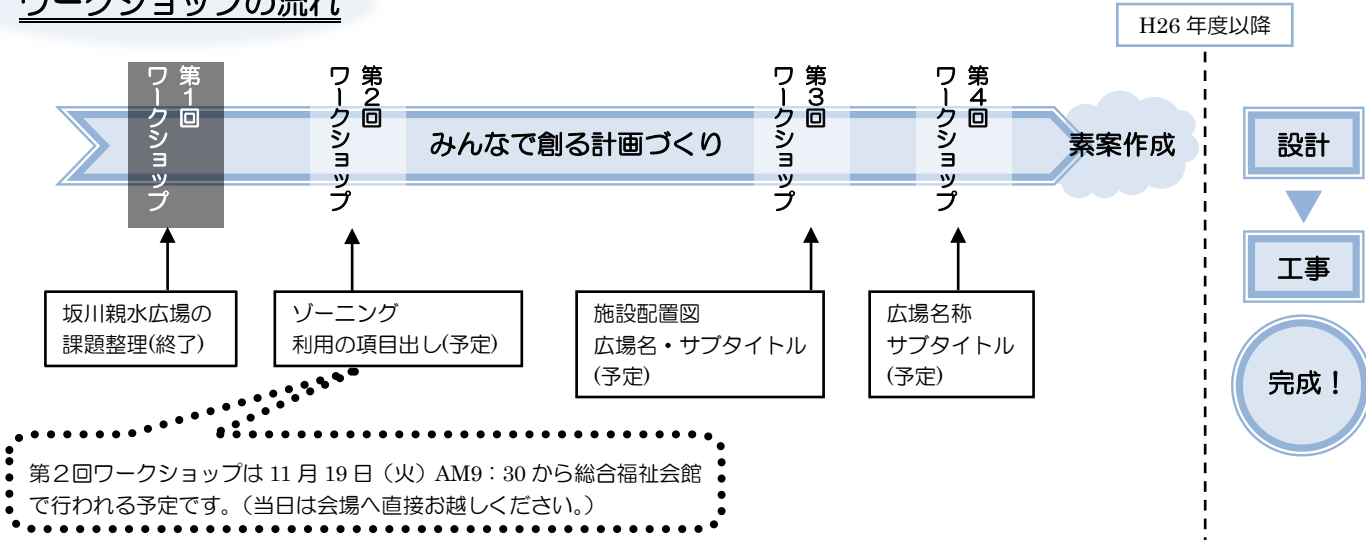 ワークショップの流れ
H26 年度以降
第1回
ワークショップ
第2回
ワークショップ
みんなで創る計画づくり
第3回
ワークショップ
第4回
ワークショップ
素案作成
設計
工事
完成！
坂川親水広場の
課題整理(終了)
ゾーニング
利用の項目出し(予定)
施設配置図
広場名・サブタイトル
(予定)
広場名称
サブタイトル
(予定)
第２回ワークショップは 11 月 19 日（火）AM9：30 から総合福祉会館
で行われる予定です。（当日は会場へ直接お越しください。）